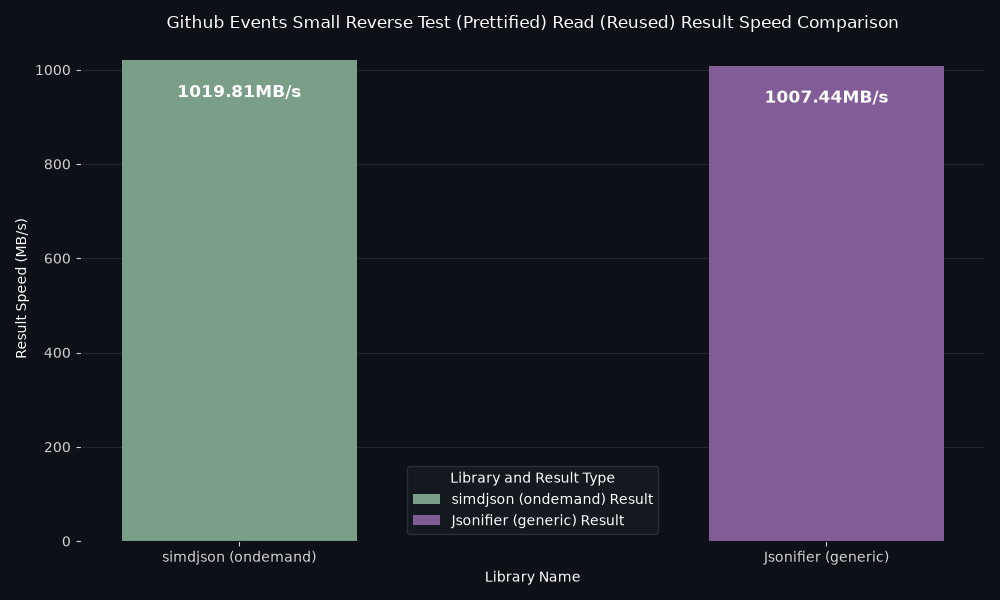 Github Events Small Reverse Test (Prettified) Read (Reused) Result Speed Comparison
1000
800
600
400
200
0
Result Speed (MB/s)
1019.81MB/s
1007.44MB/s
Library and Result Type
simdjson (ondemand) Result
Jsonifier (generic) Result
simdjson (ondemand)
Jsonifier (generic)
Library Name